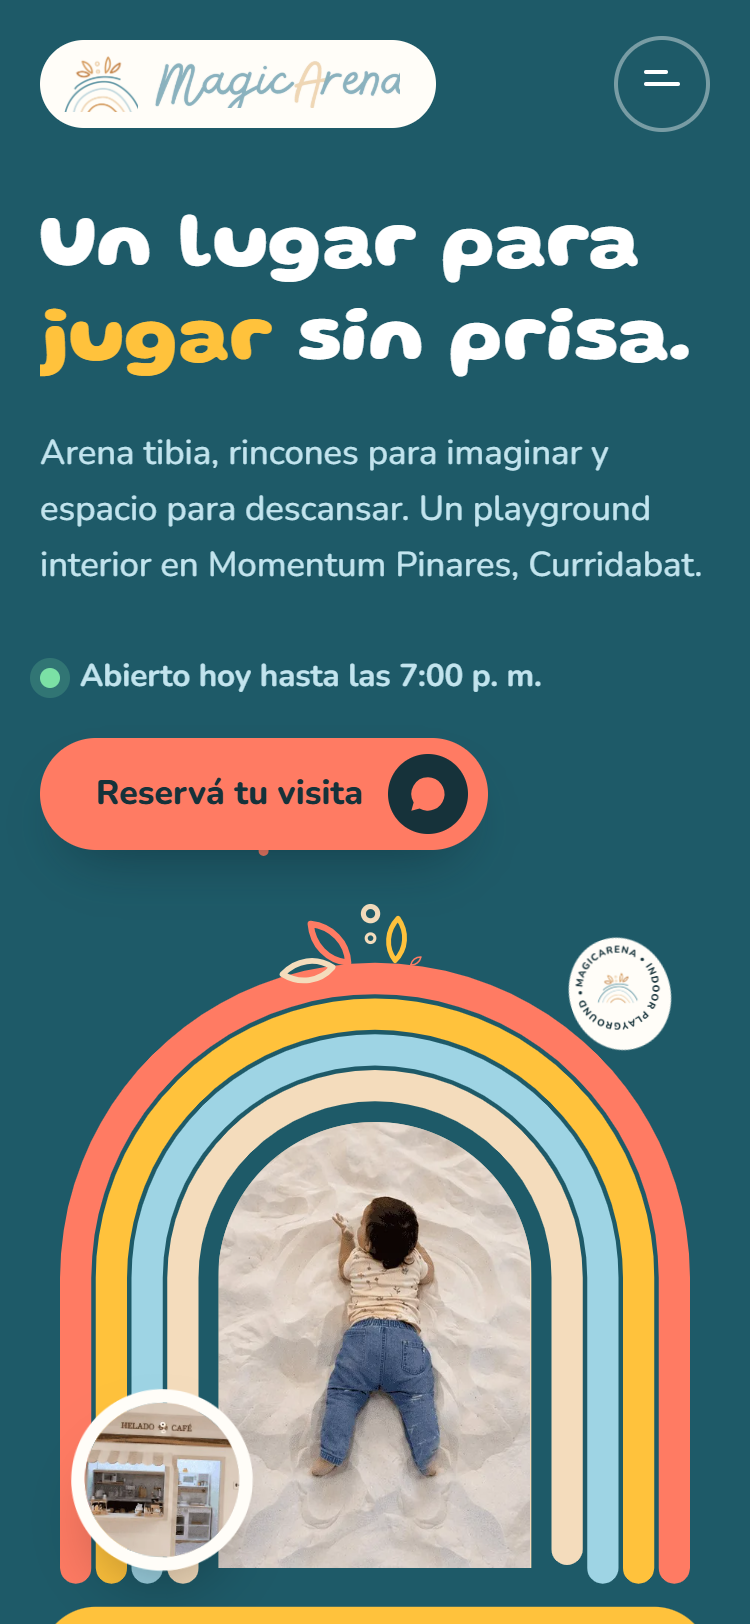 MagicArena
Un lugar para
jugar sin prisa.
Arena tibia, rincones para imaginar y
espacio para descansar. Un playground
interior en Momentum Pinares, Curridabat.
Abierto hoy hasta las 7:00 p. m.
Reservá tu visita
MAGICARENA • INDOOR PLAYGROUND •
HELADO CAFÉ